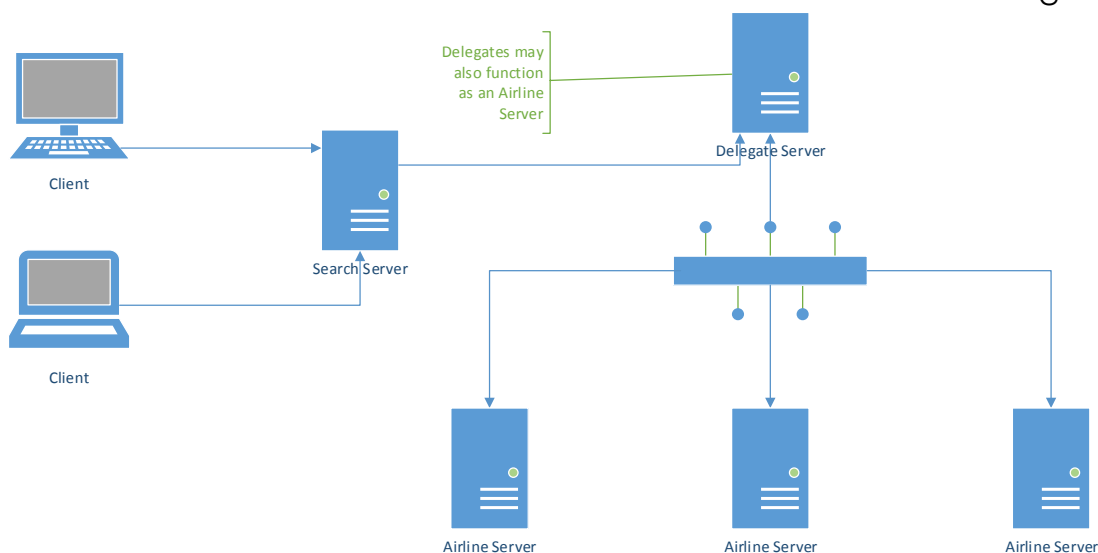 Delegates may
also function
as an Airline
Server
Delegate Server
Client
Search Server
Client
Airline Server
Airline Server
Airline Server